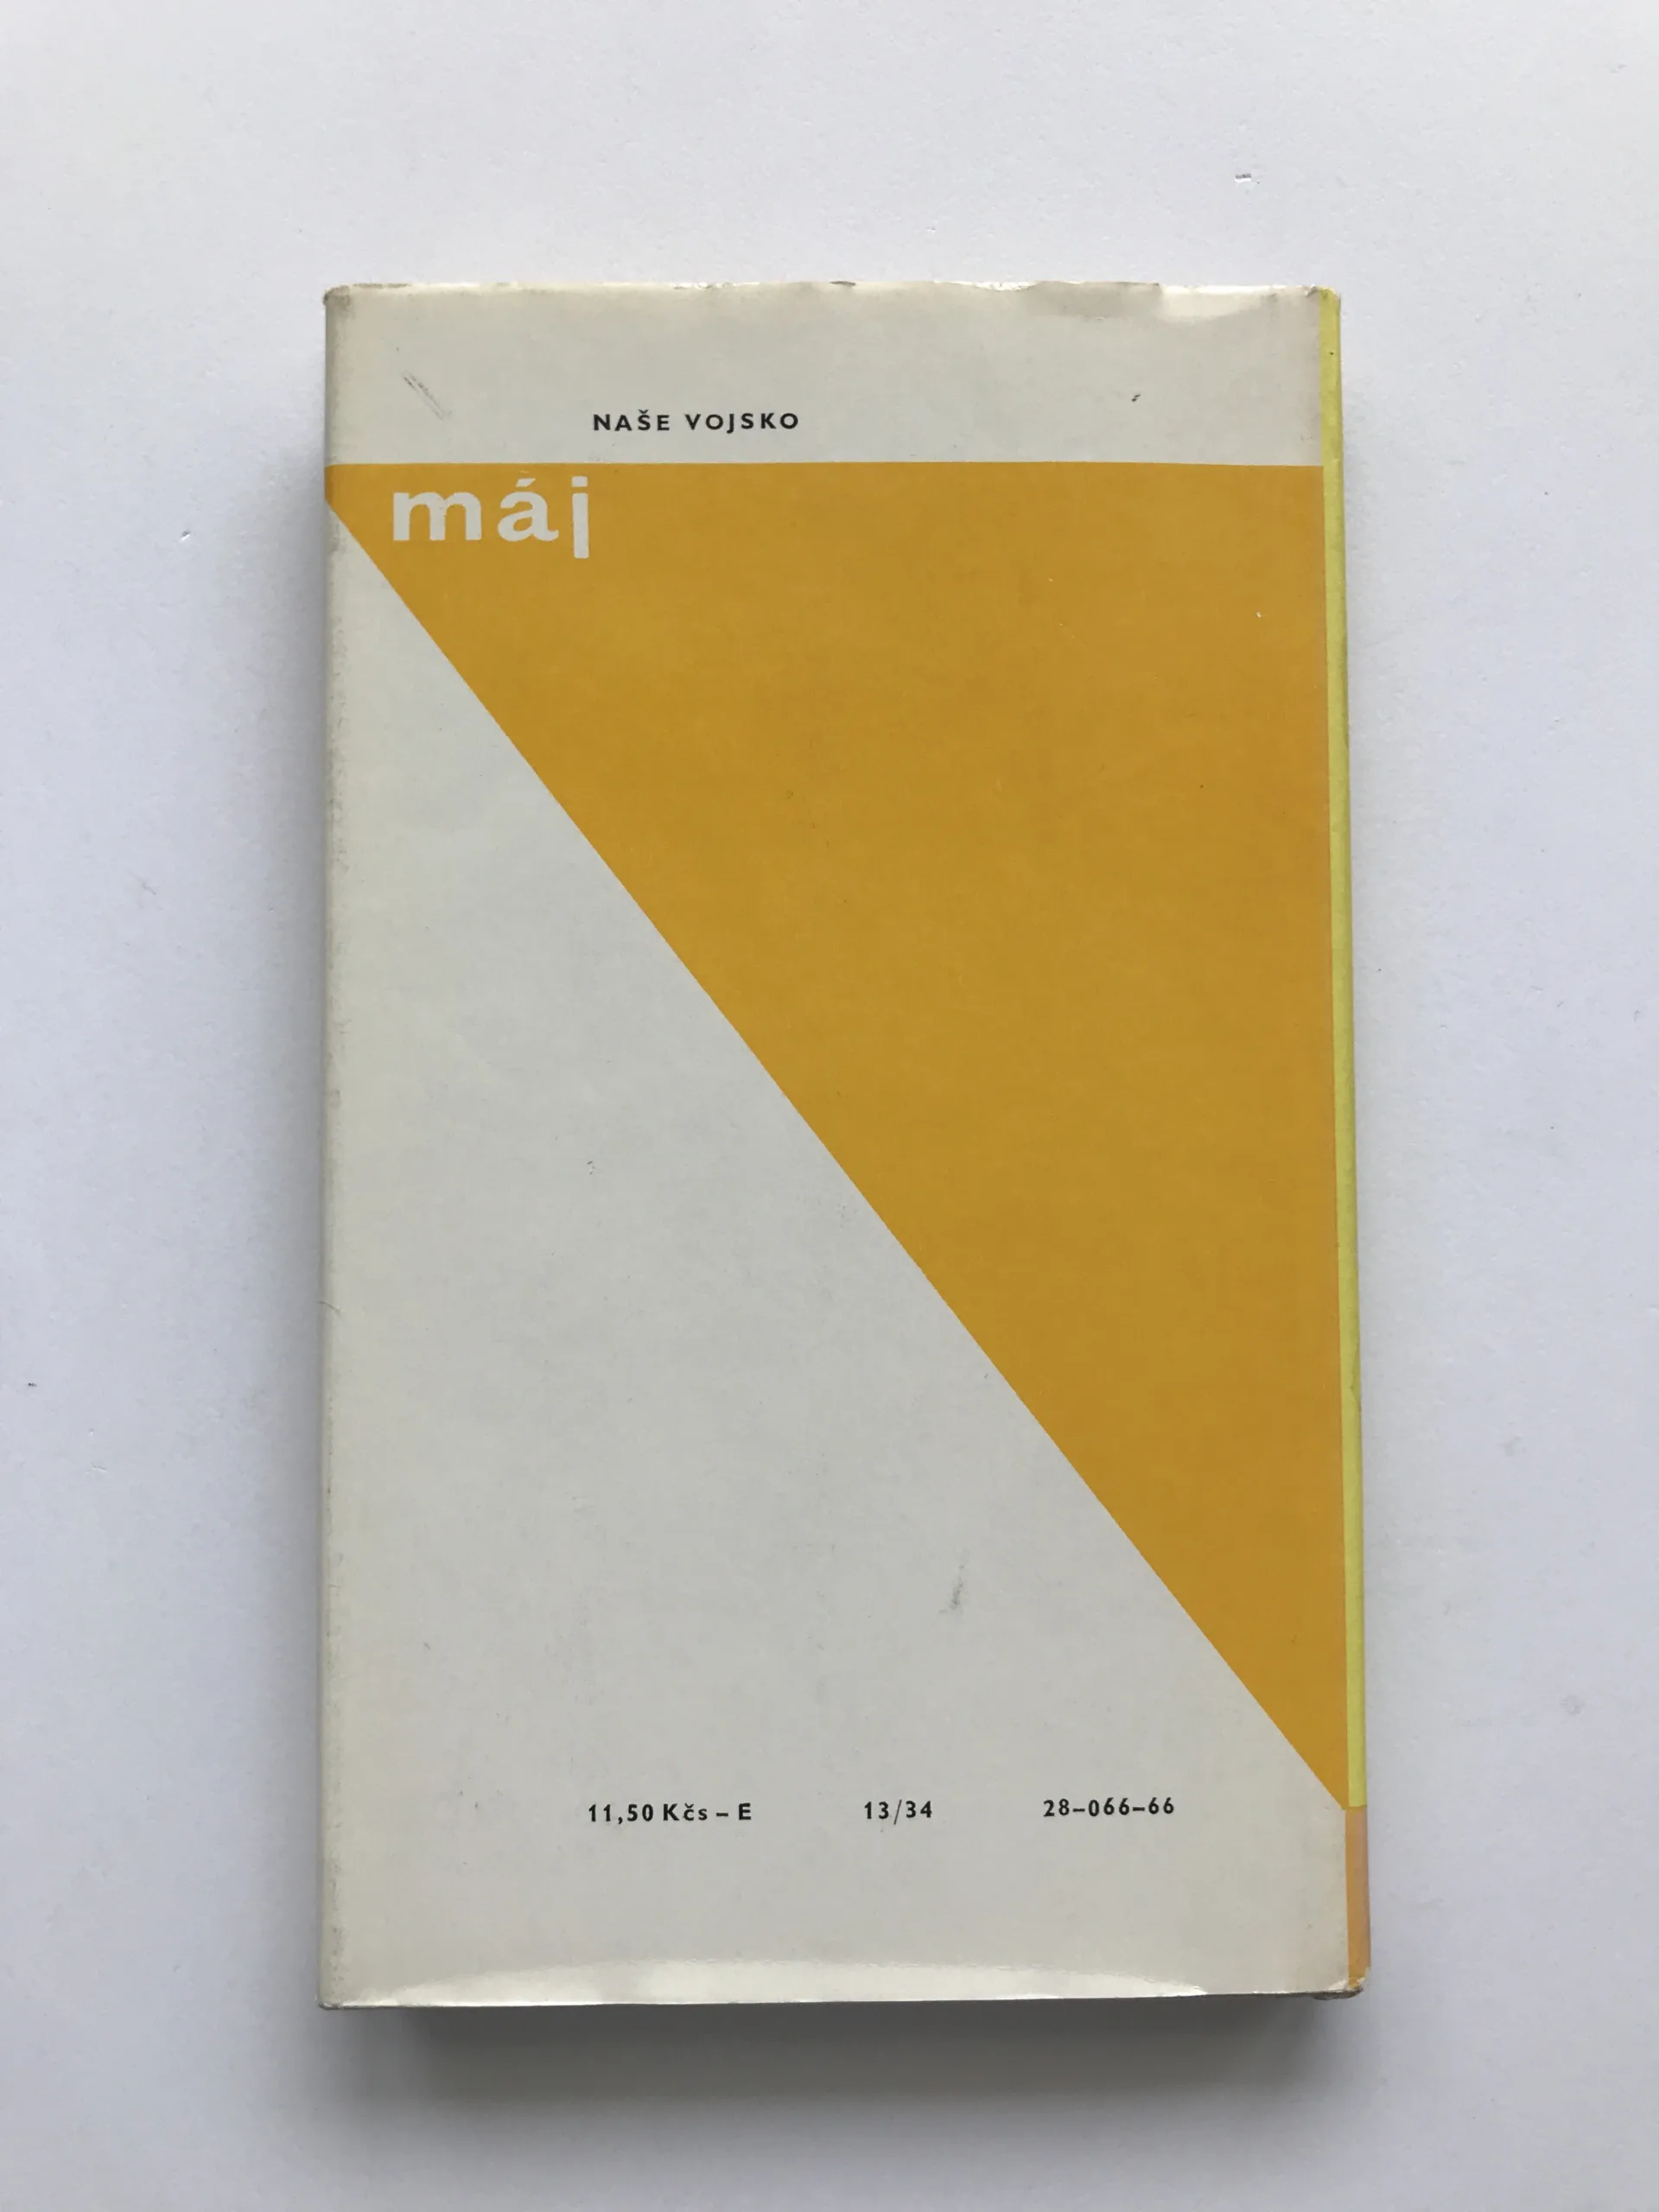 NAŠE VOJSKO
máj
11,50 Kčs – E 13/34 28–066–66